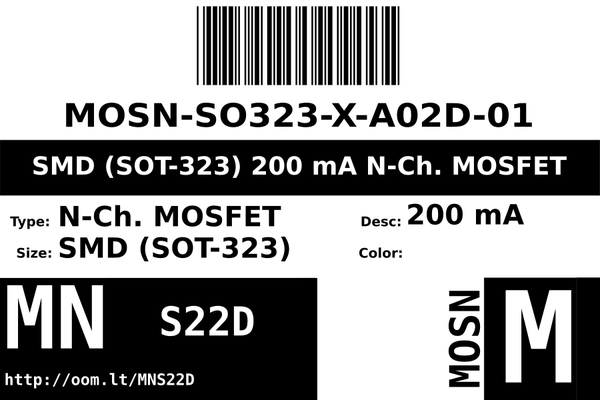 MOSN-SO323-X-A02D-01
SMD (SOT-323) 200 mA N-Ch. MOSFET
Type: N-Ch. MOSFET
Desc: 200 mA
Size: SMD (SOT-323)
Color:
MN
S22D
http://oom.lt/MNS22D
MOSN
M